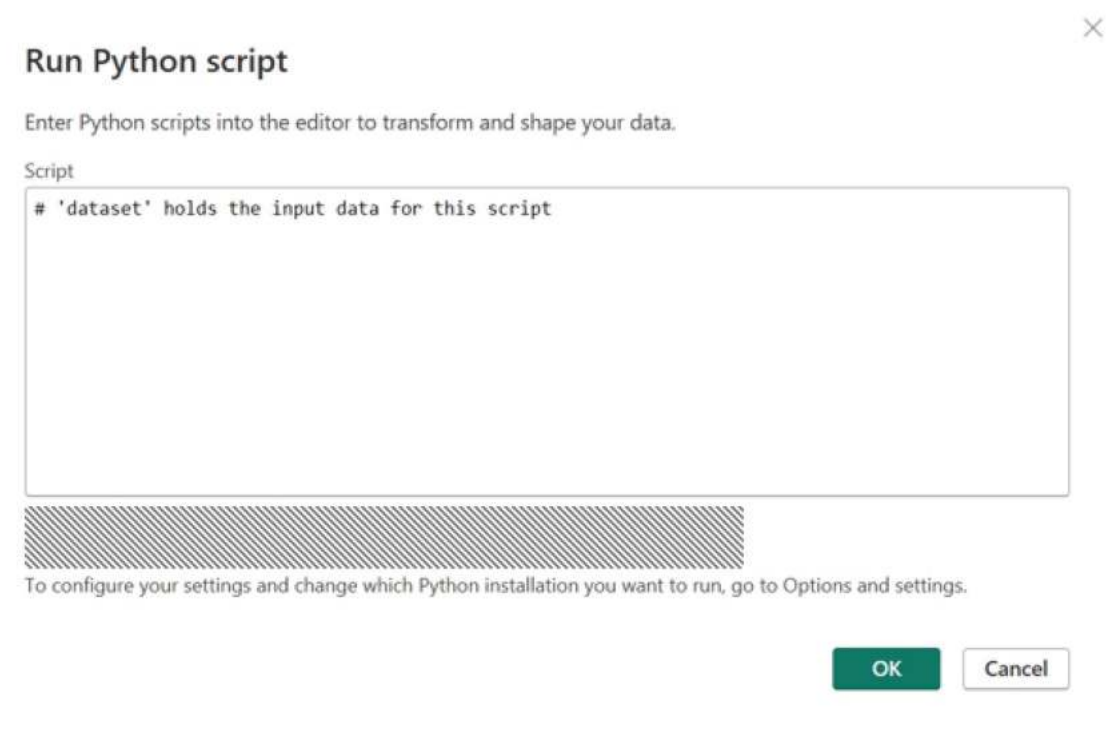 Run Python script
Enter Python scripts into the editor to transform and shape your data.
Script
# 'dataset' holds the input data for this script
To configure your settings and change which Python installation you want to run, go to Options and settings.
OK
Cancel